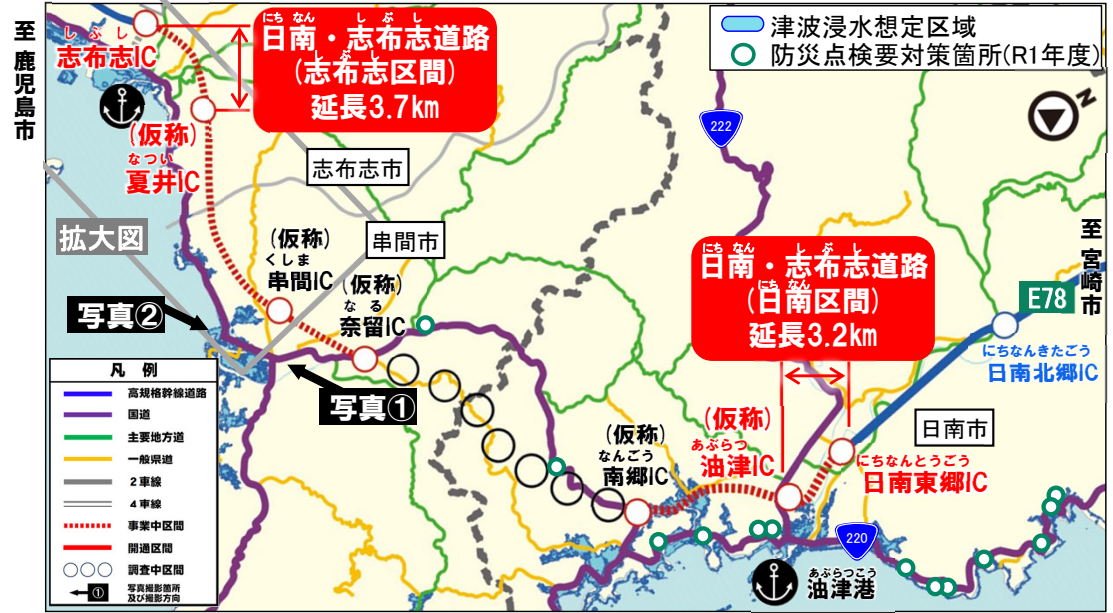 至 鹿児島市
しぶし
志布志IC
にちなん しぶし
日南・志布志道路
しぶし
(志布志区間)
延長3.7km
津波浸水想定区域
防災点検要対策箇所(R1年度)
222
N
(仮称)
なつい
夏井IC
志布志市
拡大図
串間市
(仮称)
くしま
串間IC
(仮称)
なる
奈留IC
写真②
写真①
にちなん しぶし
日南・志布志道路
にちなん
(日南区間)
延長3.2km
至 宮崎市
E78
にちなんきたごう
日南北郷IC
日南市
(仮称)
なんごう
南郷IC
(仮称)
あぶらつ
油津IC
にちなんとうごう
日南東郷IC
220
あぶらつこう
油津港
凡例
高規格幹線道路
国道
主要地方道
一般県道
2車線
4車線
事業中区間
開通区間
調査中区間
①
写真撮影箇所
及び撮影方向